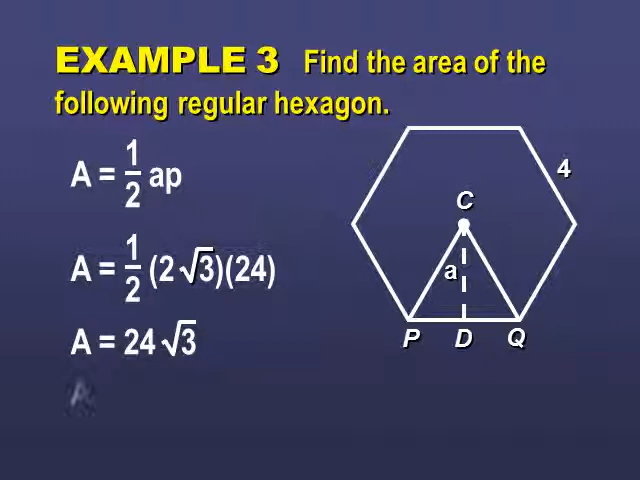 EXAMPLE 3 Find the area of the
following regular hexagon.
A = 1/2 ap
A = 1/2 (2√3)(24)
A = 24√3
A
4
C
a
P D Q